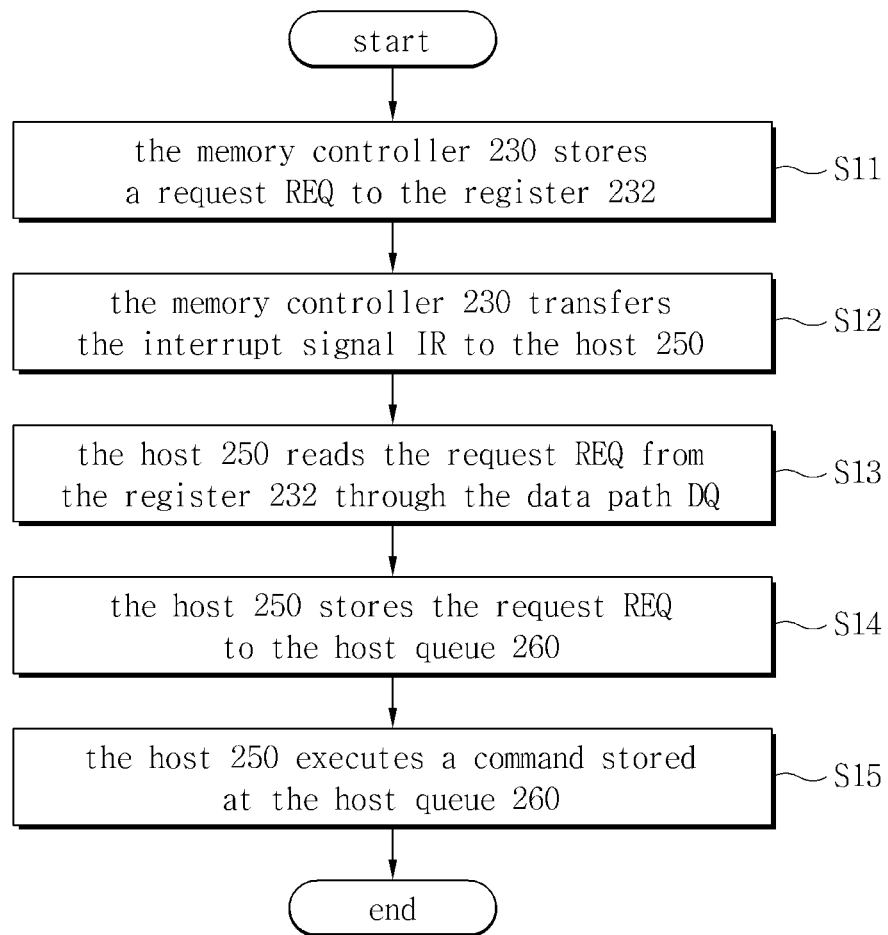 start
the memory controller 230 stores
a request REQ to the register 232
S11
the memory controller 230 transfers
the interrupt signal IR to the host 250
S12
the host 250 reads the request REQ from
the register 232 through the data path DQ
S13
the host 250 stores the request REQ
to the host queue 260
S14
the host 250 executes a command stored
at the host queue 260
S15
end